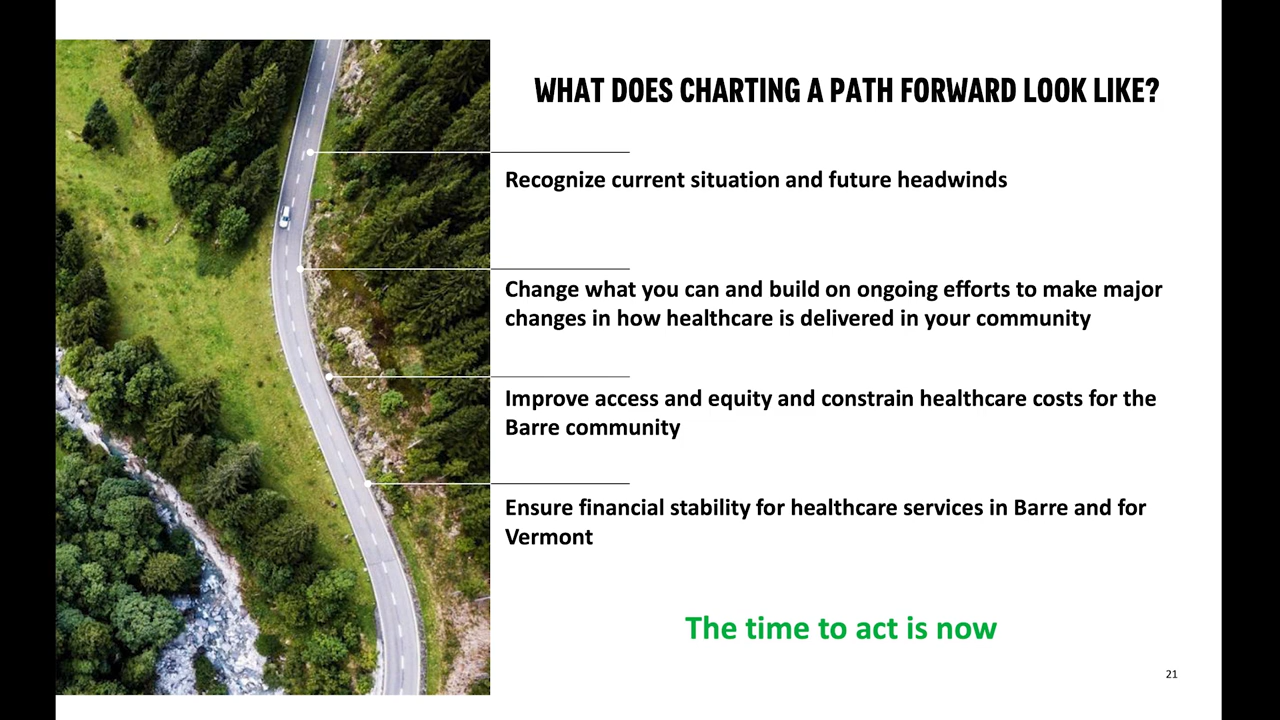 WHAT DOES CHARTING A PATH FORWARD LOOK LIKE?
Recognize current situation and future headwinds
Change what you can and build on ongoing efforts to make major
changes in how healthcare is delivered in your community
Improve access and equity and constrain healthcare costs for the
Barre community
Ensure financial stability for healthcare services in Barre and for
Vermont
The time to act is now
21